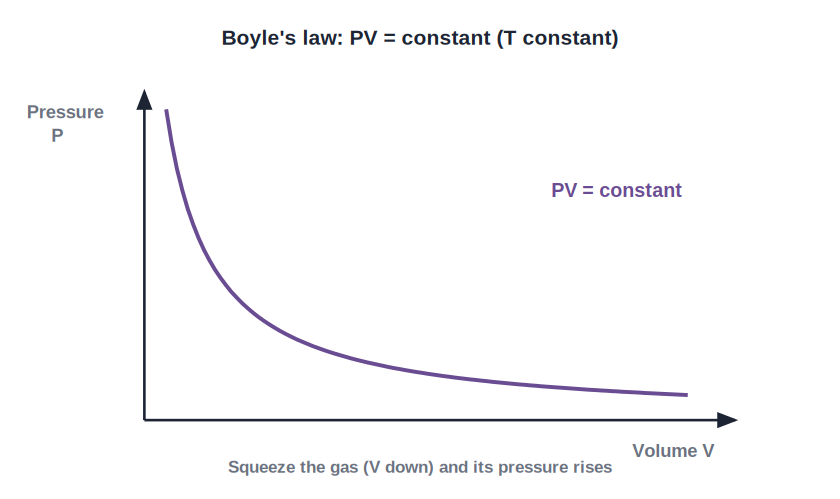 Boyle's law: PV = constant (T constant)
Pressure
P
PV = constant
Volume V
Squeeze the gas (V down) and its pressure rises